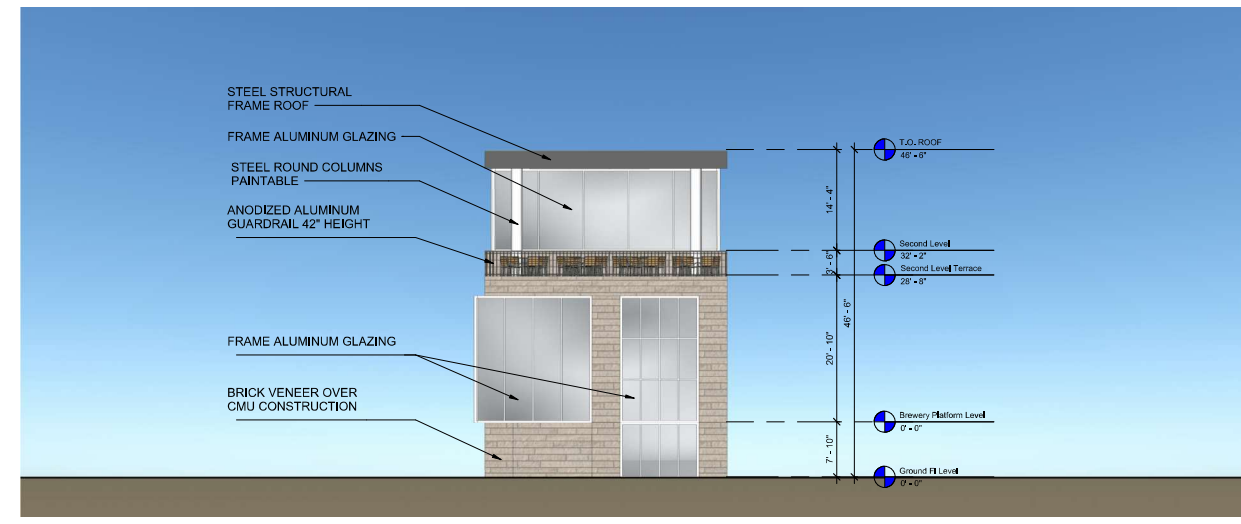 STEEL STRUCTURAL
FRAME ROOF
FRAME ALUMINUM GLAZING
STEEL ROUND COLUMNS
PAINTABLE
ANODIZED ALUMINUM
GUARDRAIL 42" HEIGHT
FRAME ALUMINUM GLAZING
BRICK VENEER OVER
CMU CONSTRUCTION
14' - 4"
3' - 6"
20' - 10"
7' - 10"
46' - 6"
T.O. ROOF
46' - 6"
Second Level
32' - 2"
Second Level Terrace
28' - 8"
Brewery Platform Level
0' - 0"
Ground Fl Level
0' - 0"